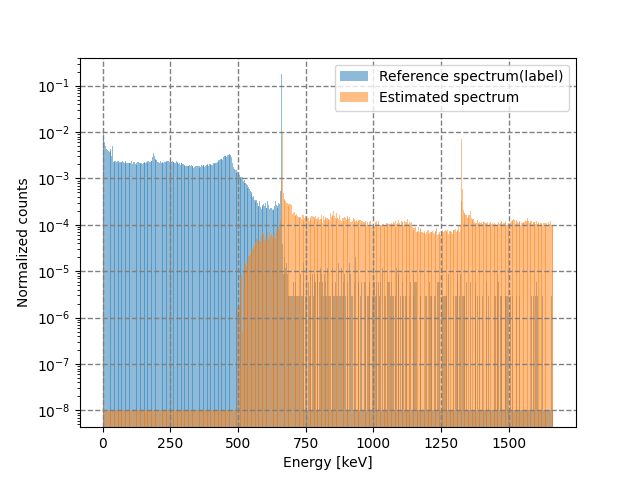 Reference spectrum(label)
Estimated spectrum
Normalized counts
10⁻¹
10⁻²
10⁻³
10⁻⁴
10⁻⁵
10⁻⁶
10⁻⁷
10⁻⁸
0 250 500 750 1000 1250 1500
Energy [keV]